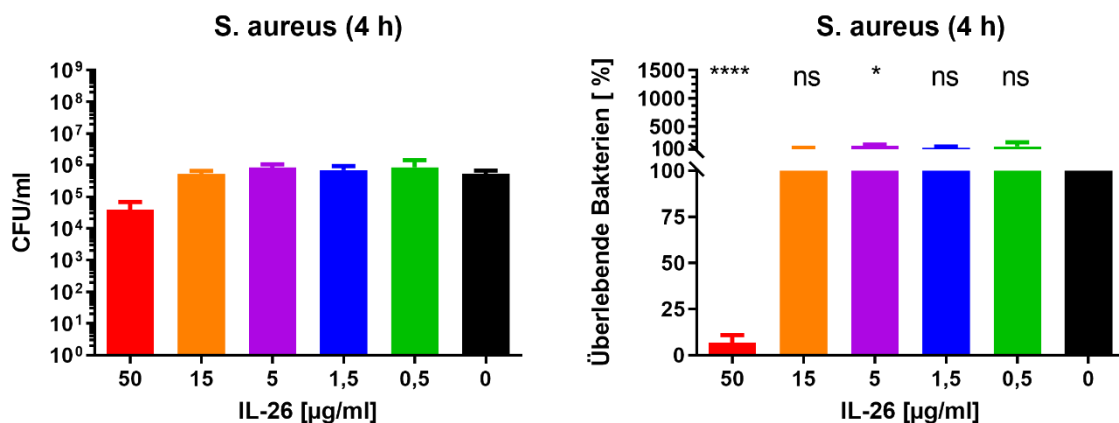 S. aureus (4 h)
CFU/ml
10⁹
10⁸
10⁷
10⁶
10⁵
10⁴
10³
10²
10¹
10⁰
50 15 5 1,5 0,5 0
IL-26 [µg/ml]
S. aureus (4 h)
Überlebende Bakterien [ %]
**** ns * ns ns
1500
1000
500
100
100
75
50
25
0
50 15 5 1,5 0,5 0
IL-26 [µg/ml]